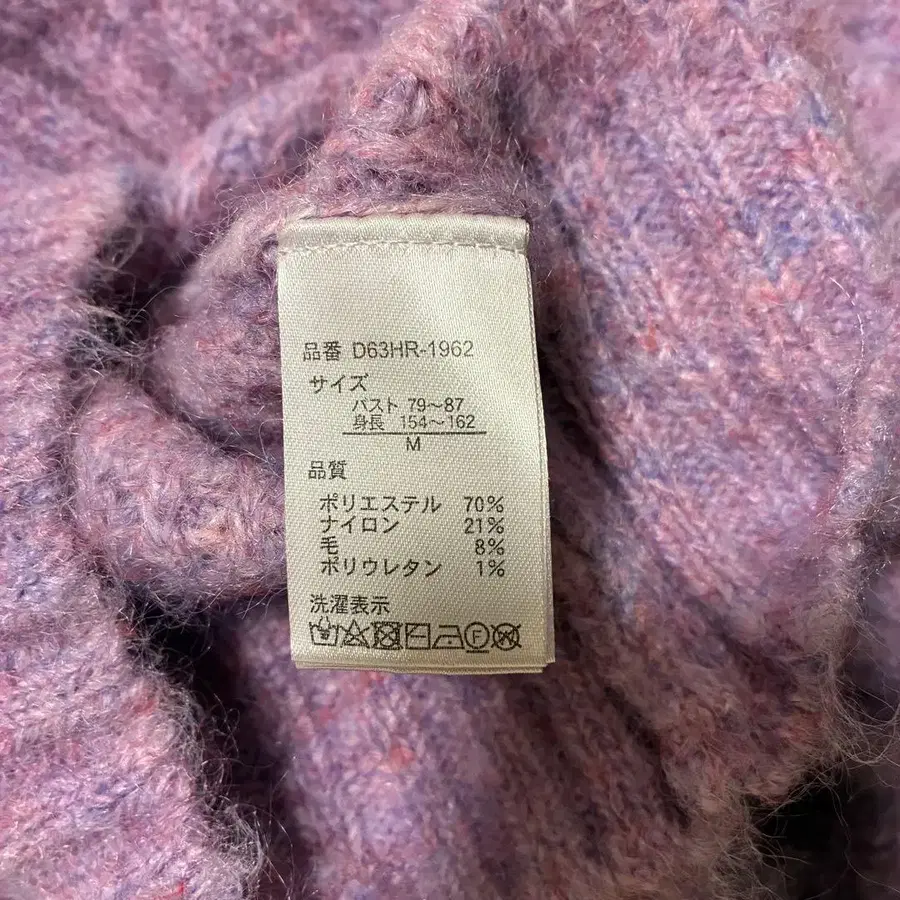 品番 D63HR-1962
サイズ
バスト 79～87
身長 154～162
M
品質
ポリエステル 70%
ナイロン 21%
毛 8%
ポリウレタン 1%
洗濯表示
F W